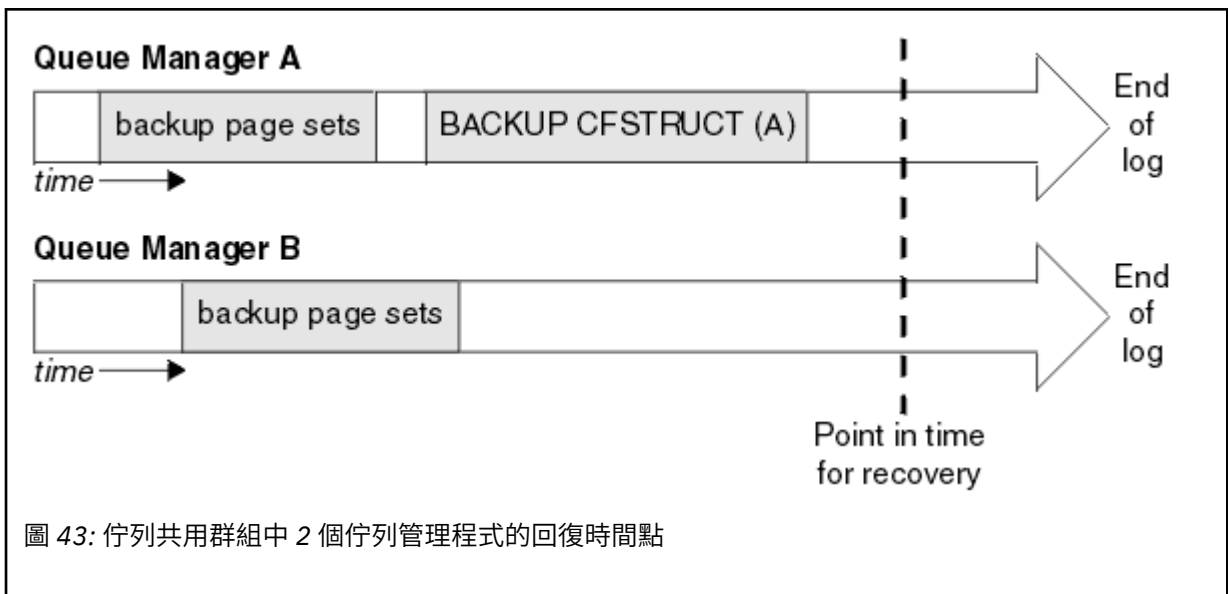 Queue Manager A
backup page sets
BACKUP CFSTRUCT (A)
End
of
log
time
Queue Manager B
backup page sets
End
of
log
time
Point in time
for recovery
圖 43: 佇列共用群組中 2 個佇列管理程式的回復時間點